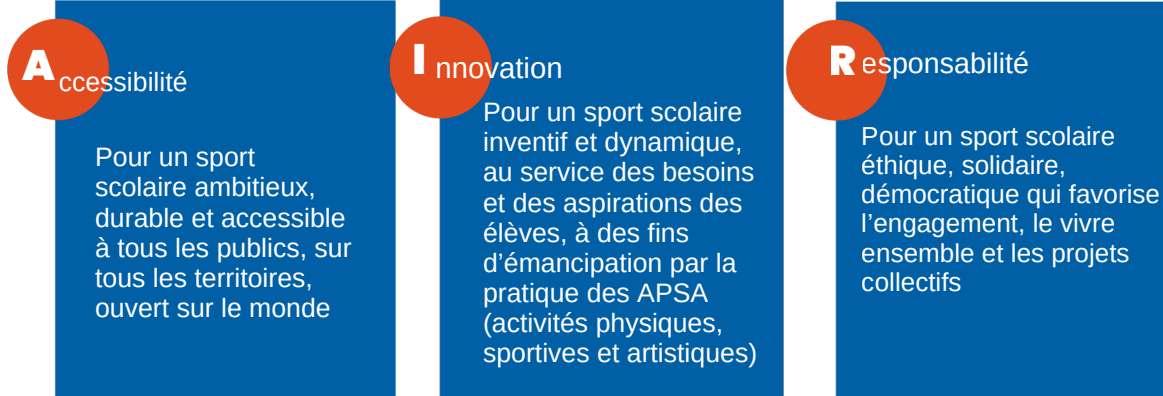 Accessibilité
Pour un sport
scolaire ambitieux,
durable et accessible
à tous les publics, sur
tous les territoires,
ouvert sur le monde
Innovation
Pour un sport scolaire
inventif et dynamique,
au service des besoins
et des aspirations des
élèves, à des fins
d’émancipation par la
pratique des APSA
(activités physiques,
sportives et artistiques)
Responsabilité
Pour un sport scolaire
éthique, solidaire,
démocratique qui favorise
l’engagement, le vivre
ensemble et les projets
collectifs